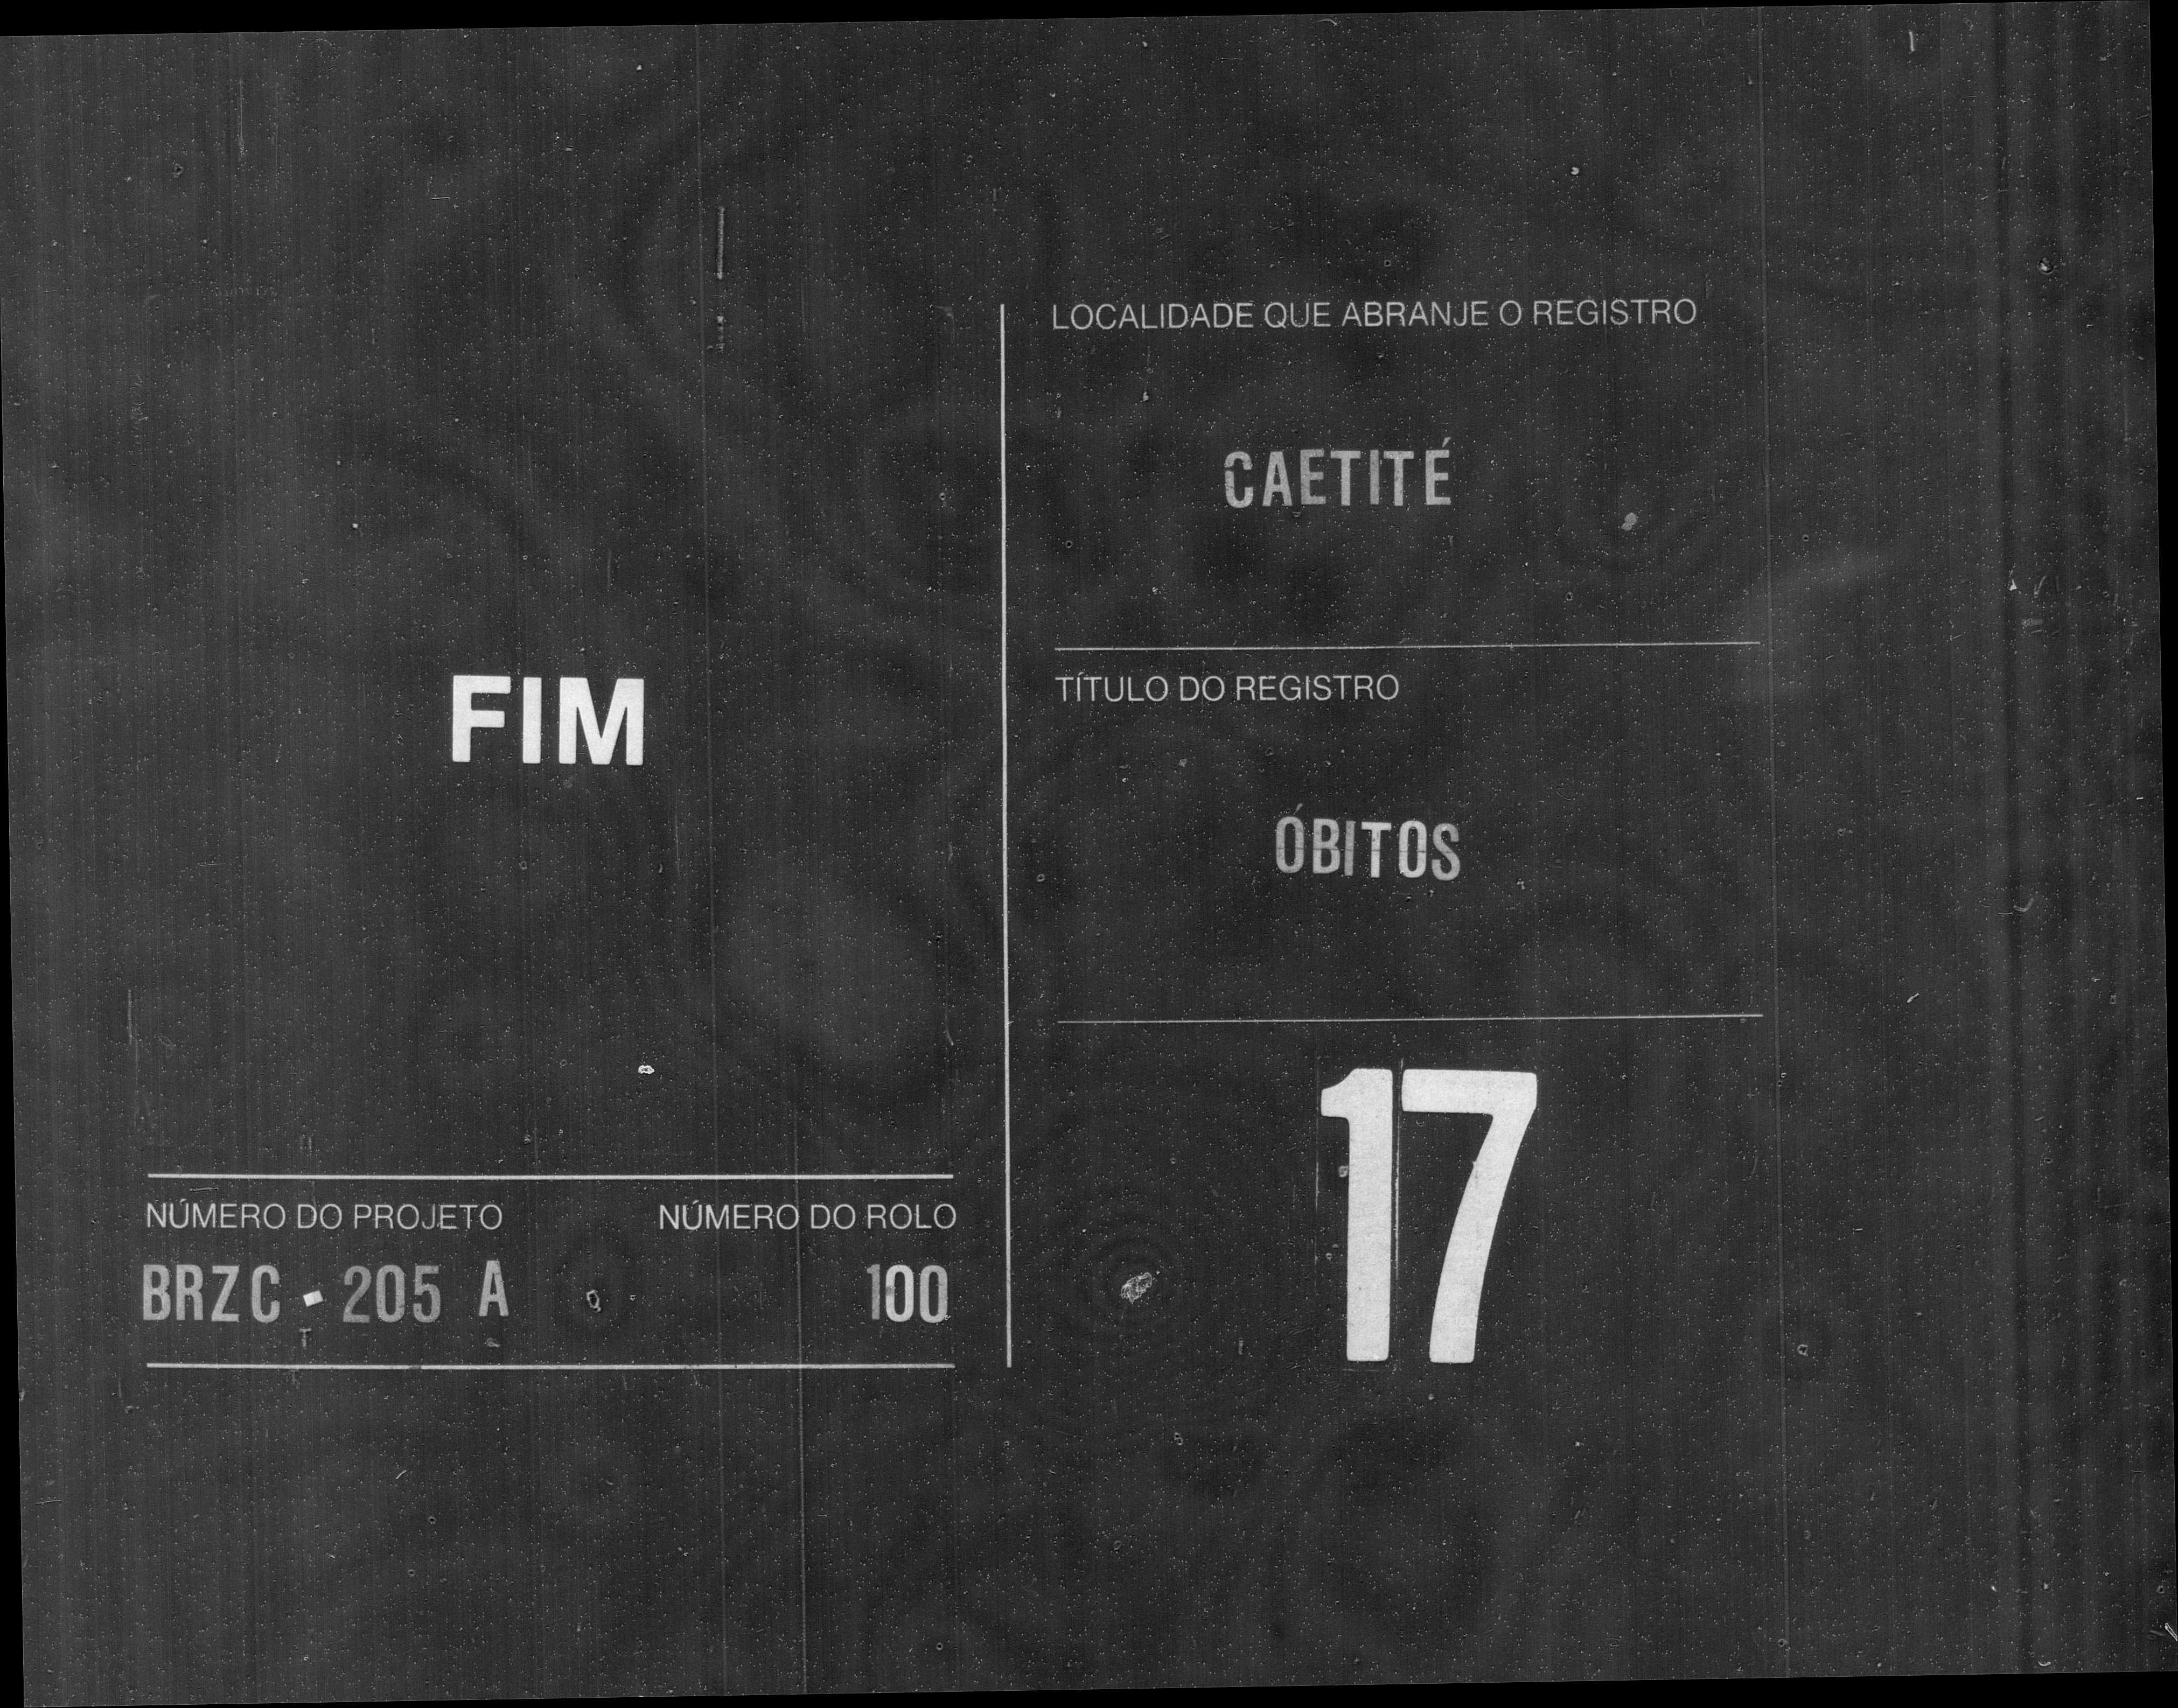 FIM
NÚMERO DO PROJETO NÚMERO DO ROLO
BRZC · 205 A 100
LOCALIDADE QUE ABRANJE O REGISTRO
CAETITÉ
TÍTULO DO REGISTRO
ÓBITOS
17